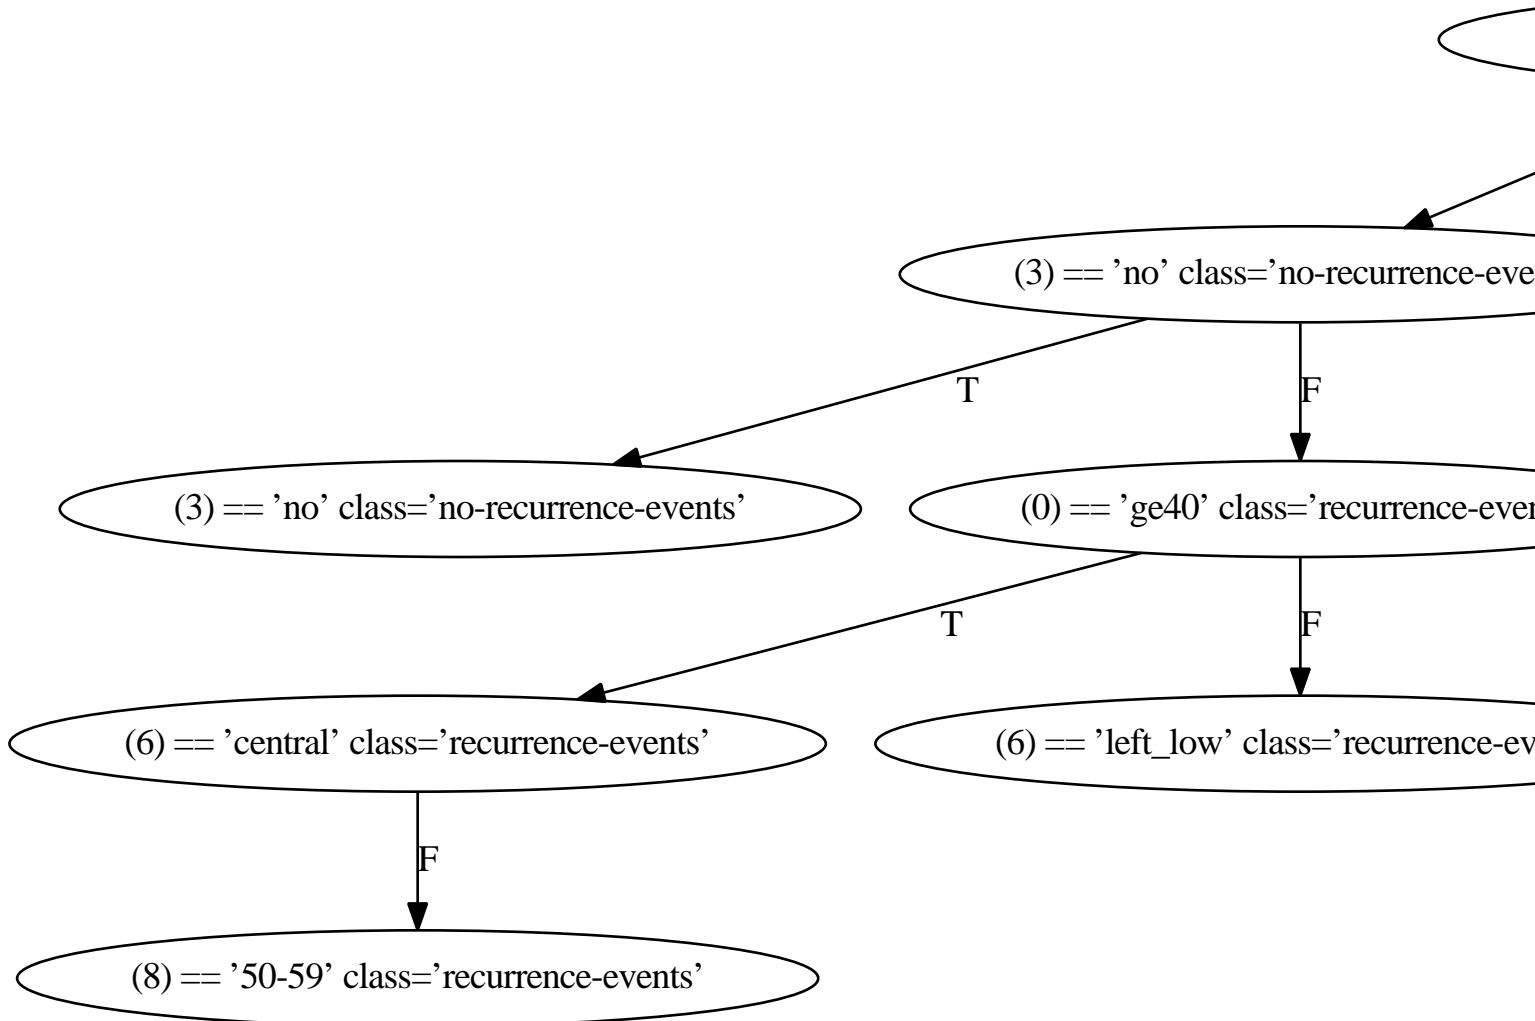 (3) == ’no’ class=’no-recurrence-eve
T
F
(3) == ’no’ class=’no-recurrence-events’
(0) == ’ge40’ class=’recurrence-even
T
F
(6) == ’central’ class=’recurrence-events’
(6) == ’left_low’ class=’recurrence-ev
F
(8) == ’50-59’ class=’recurrence-events’